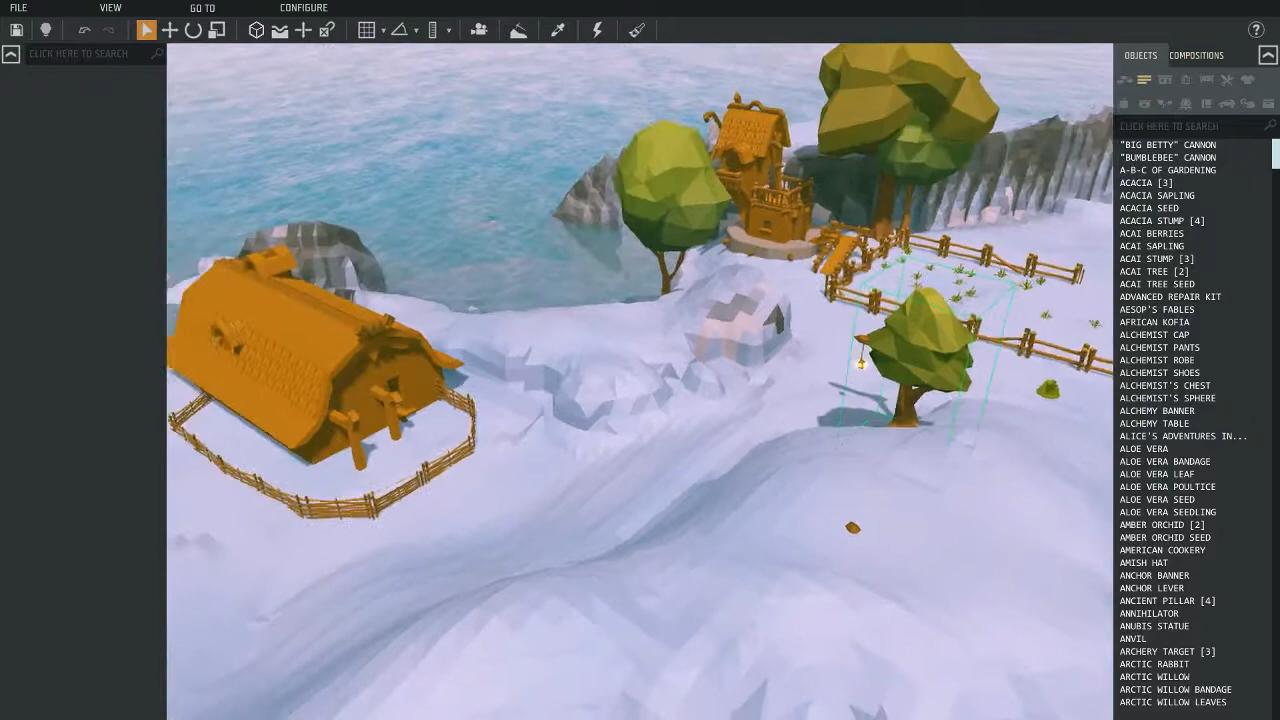 FILE VIEW GO TO CONFIGURE
CLICK HERE TO SEARCH
OBJECTS COMPOSITIONS
CLICK HERE TO SEARCH
"BIG BETTY" CANNON
"BUMBLEBEE" CANNON
A-B-C OF GARDENING
ACACIA [3]
ACACIA SAPLING
ACACIA SEED
ACACIA STUMP [4]
ACAI BERRIES
ACAI SAPLING
ACAI STUMP [3]
ACAI TREE [2]
ACAI TREE SEED
ADVANCED REPAIR KIT
AESOP'S FABLES
AFRICAN KOFIA
ALCHEMIST CAP
ALCHEMIST PANTS
ALCHEMIST ROBE
ALCHEMIST SHOES
ALCHEMIST'S CHEST
ALCHEMIST'S SPHERE
ALCHEMY BANNER
ALCHEMY TABLE
ALICE'S ADVENTURES IN...
ALOE VERA
ALOE VERA BANDAGE
ALOE VERA LEAF
ALOE VERA POULTICE
ALOE VERA SEED
ALOE VERA SEEDLING
AMBER ORCHID [2]
AMBER ORCHID SEED
AMERICAN COOKERY
AMISH HAT
ANCHOR BANNER
ANCHOR LEVER
ANCIENT PILLAR [4]
ANNIHILATOR
ANUBIS STATUE
ANVIL
ARCHERY TARGET [3]
ARCTIC RABBIT
ARCTIC WILLOW
ARCTIC WILLOW BANDAGE
ARCTIC WILLOW LEAVES